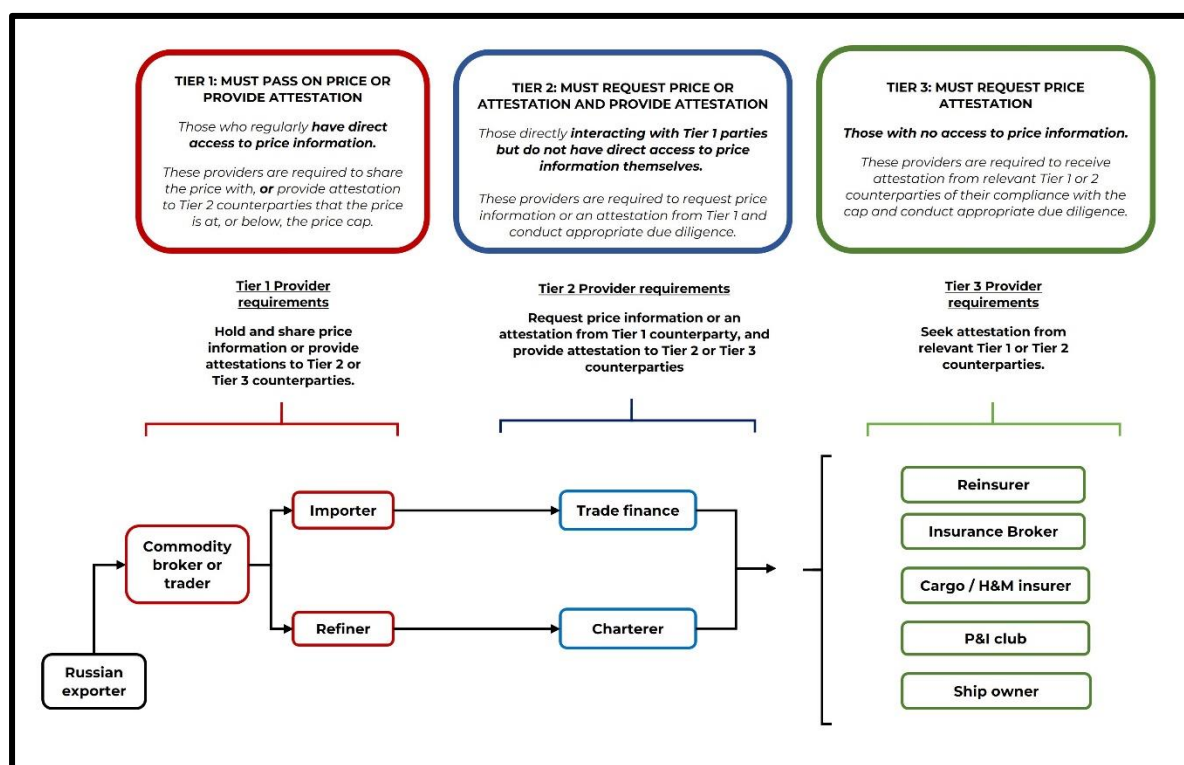 TIER 1: MUST PASS ON PRICE OR
PROVIDE ATTESTATION
Those who regularly have direct
access to price information.
These providers are required to share
the price with, or provide attestation
to Tier 2 counterparties that the price
is at, or below, the price cap.
TIER 2: MUST REQUEST PRICE OR
ATTESTATION AND PROVIDE ATTESTATION
Those directly interacting with Tier 1 parties
but do not have direct access to price
information themselves.
These providers are required to request price
information or an attestation from Tier 1 and
conduct appropriate due diligence.
TIER 3: MUST REQUEST PRICE
ATTESTATION
Those with no access to price information.
These providers are required to receive
attestation from relevant Tier 1 or 2
counterparties of their compliance with the
cap and conduct appropriate due diligence.
Tier 1 Provider
requirements
Hold and share price
information or provide
attestations to Tier 2 or
Tier 3 counterparties.
Tier 2 Provider requirements
Request price information or an
attestation from Tier 1 counterparty, and
provide attestation to Tier 2 or Tier 3
counterparties
Tier 3 Provider
requirements
Seek attestation from
relevant Tier 1 or Tier 2
counterparties.
Russian
exporter
Commodity
broker or
trader
Importer
Refiner
Trade finance
Charterer
Reinsurer
Insurance Broker
Cargo / H&M insurer
P&I club
Ship owner